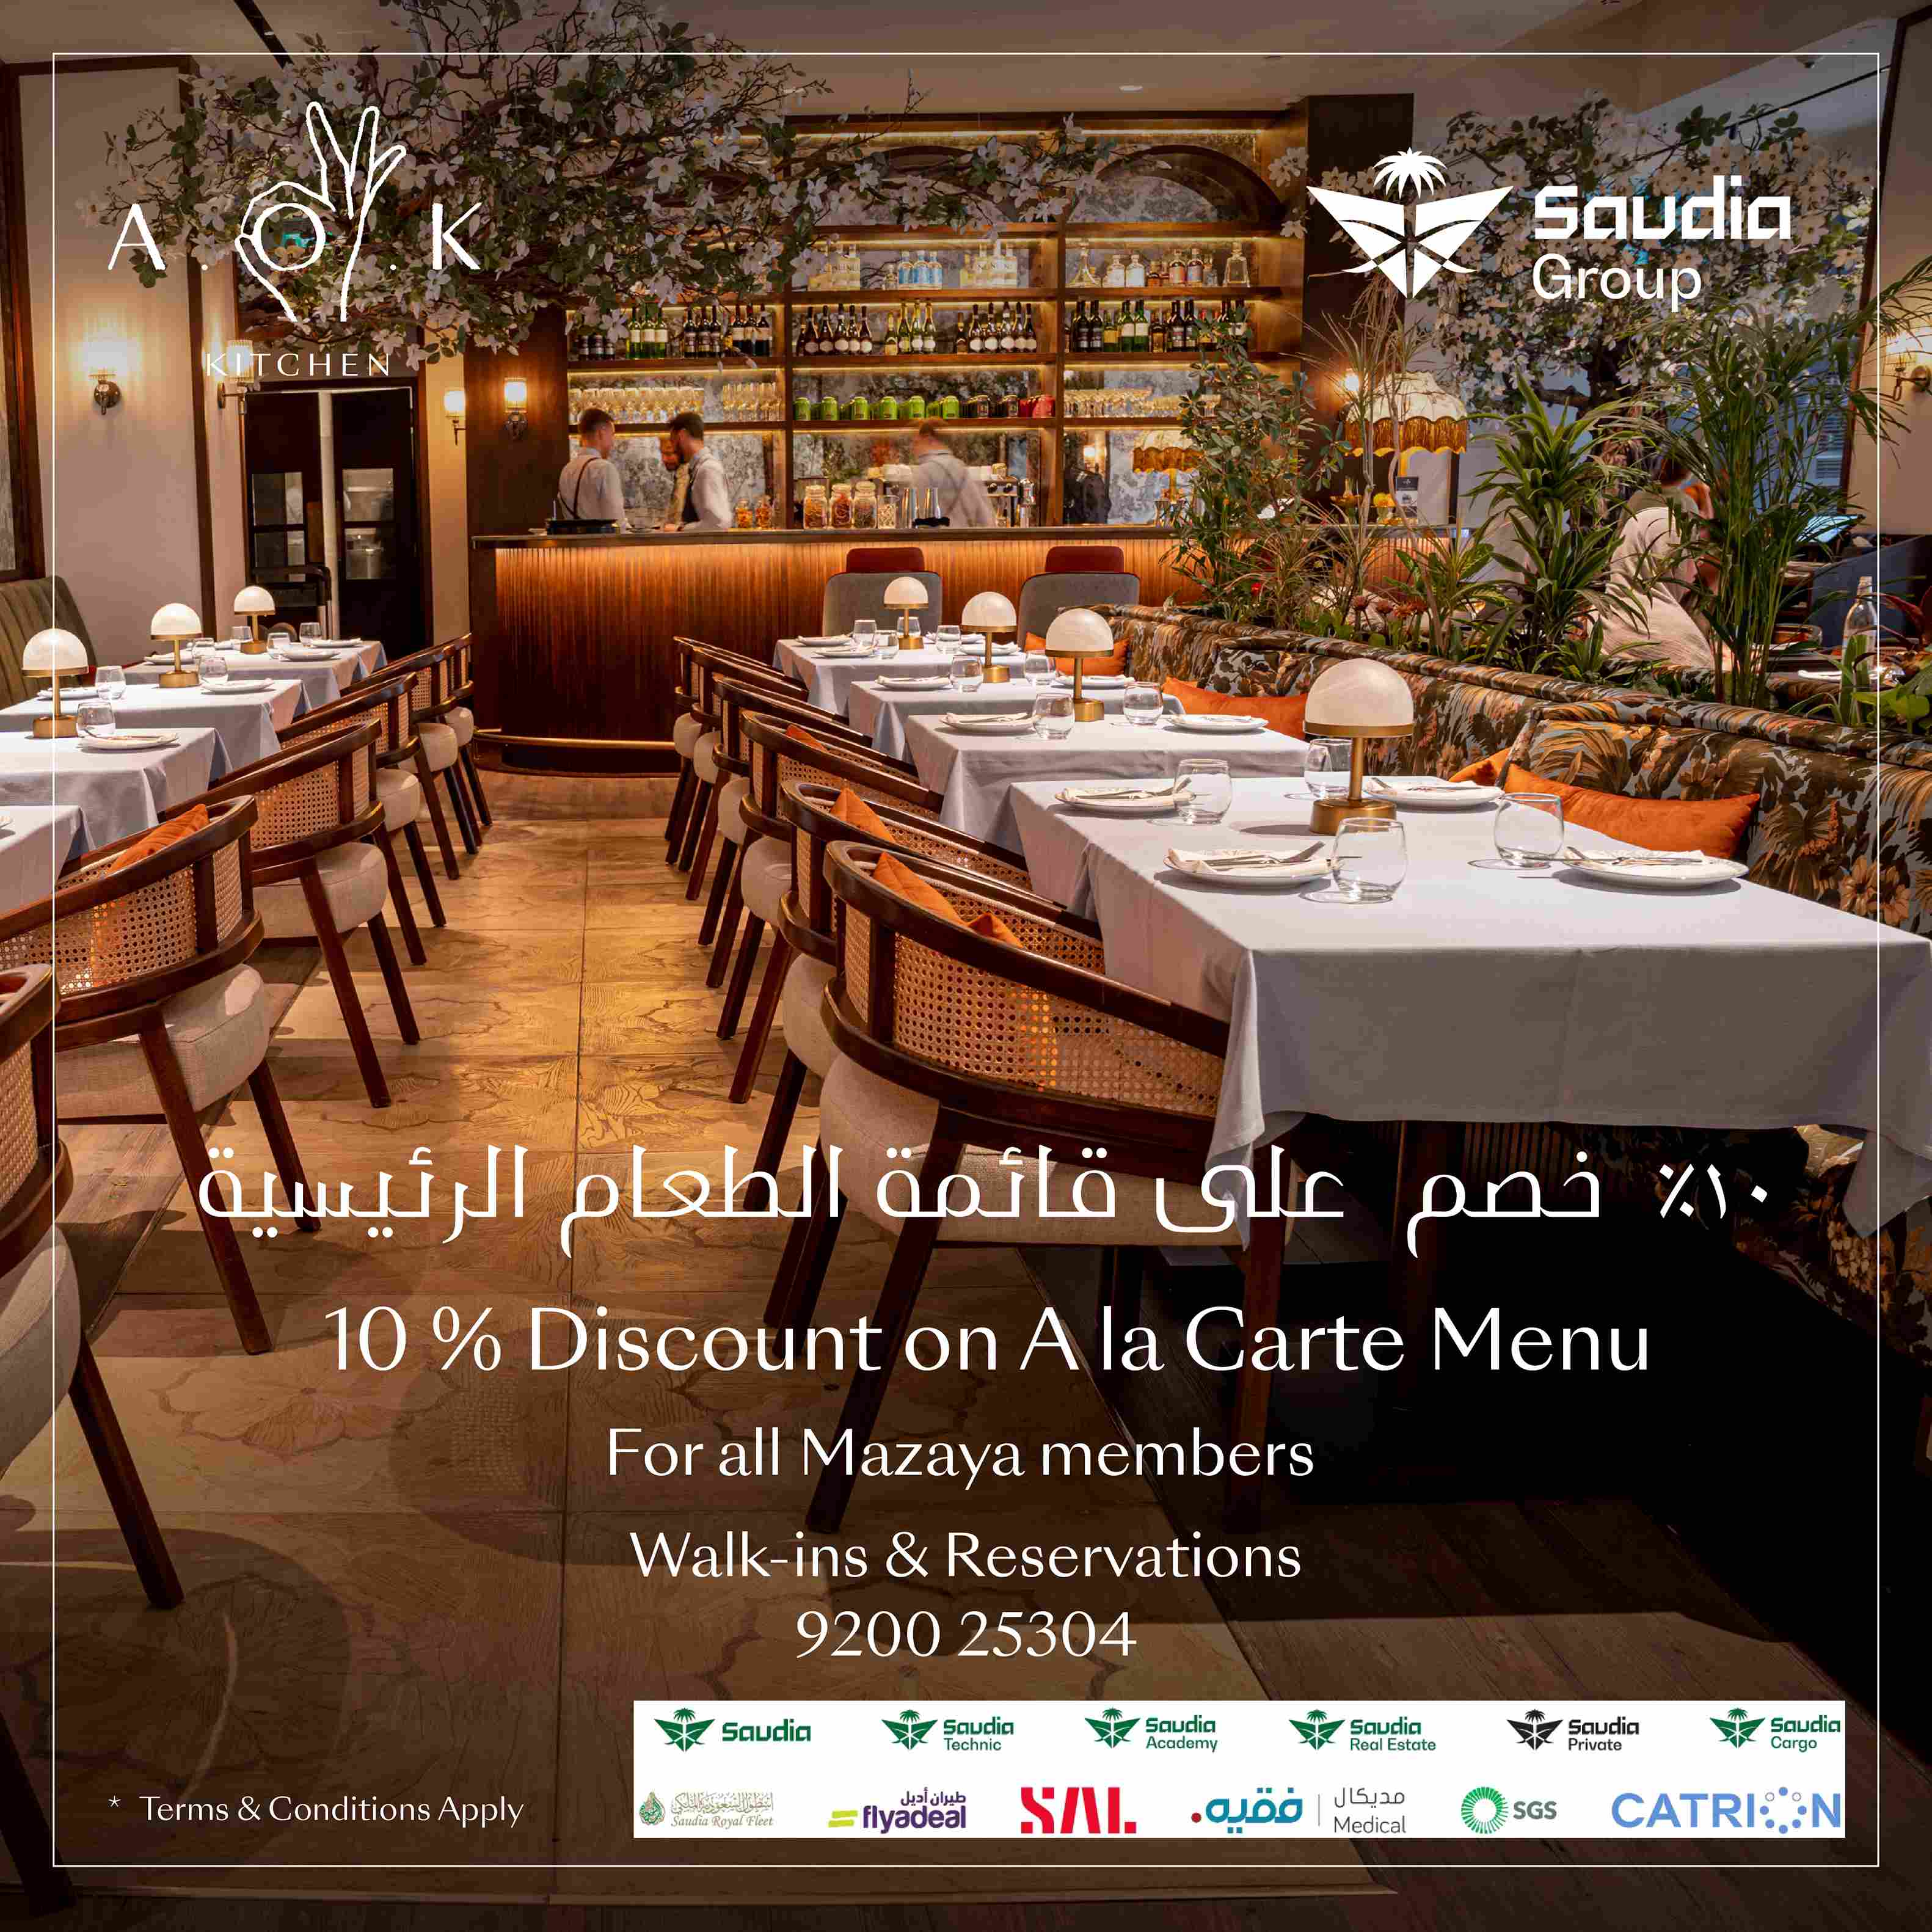 A.O.K
KITCHEN
Saudia
Group
١٠٪ خصم على قائمة الطعام الرئيسية
10 % Discount on A la Carte Menu
For all Mazaya members
Walk-ins & Reservations
9200 25304
Saudia
Saudia
Technic
Saudia
Academy
Saudia
Real Estate
Saudia
Private
Saudia
Cargo
* Terms & Conditions Apply
Saudia Royal Fleet
طيران أديل
flyadeal
SAL
فقيه | مديكال
Medical
SGS
CATRION